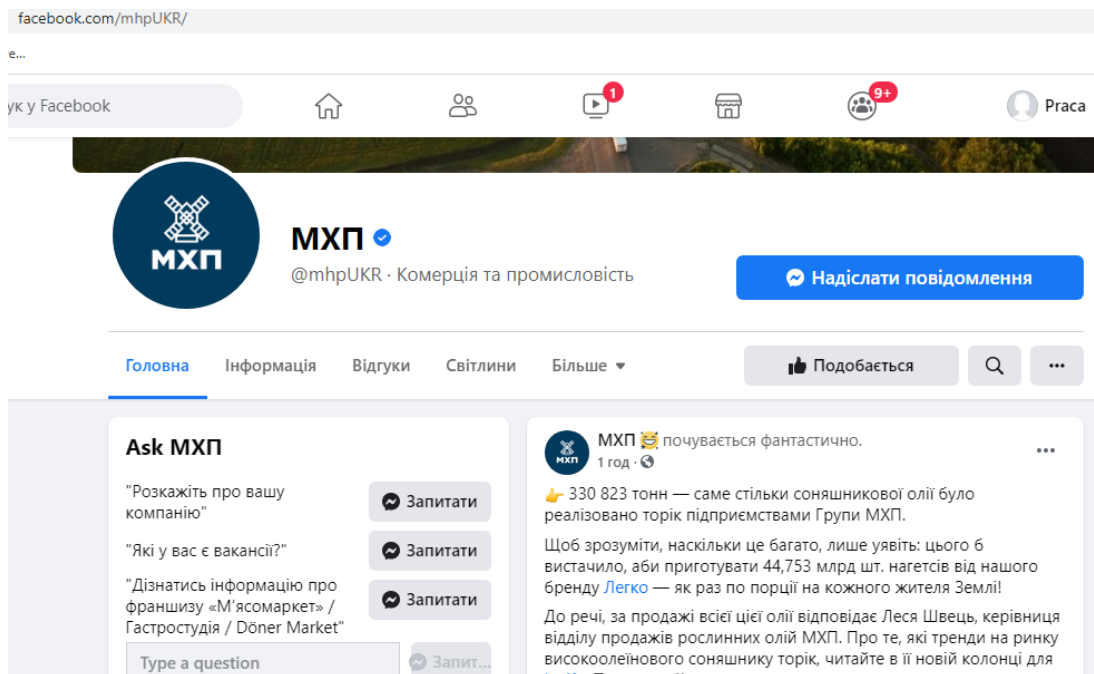 facebook.com/mhpUKR/
ук у Facebook
1
9+
Praca
МХП
МХП
@mhpUKR · Комерція та промисловість
Надіслати повідомлення
Головна Інформація Відгуки Світлини Більше
Подобається
Ask МХП
"Розкажіть про вашу
компанію"
Запитати
"Які у вас є вакансії?"
Запитати
"Дізнатись інформацію про
франшизу «М'ясомаркет» /
Гастростудія / Döner Market"
Запитати
Type a question
Запит...
МХП
МХП 😅 почувається фантастично.
1 год ·
👉 330 823 тонн — саме стільки соняшникової олії було
реалізовано торік підприємствами Групи МХП.
Щоб зрозуміти, наскільки це багато, лише уявіть: цього б
вистачило, аби приготувати 44,753 млрд шт. нагетсів від нашого
бренду Легко — як раз по порції на кожного жителя Землі!
До речі, за продажі всієї цієї олії відповідає Леся Швець, керівниця
відділу продажів рослинних олій МХП. Про те, які тренди на ринку
високоолеїнового соняшнику торік, читайте в її новій колонці для